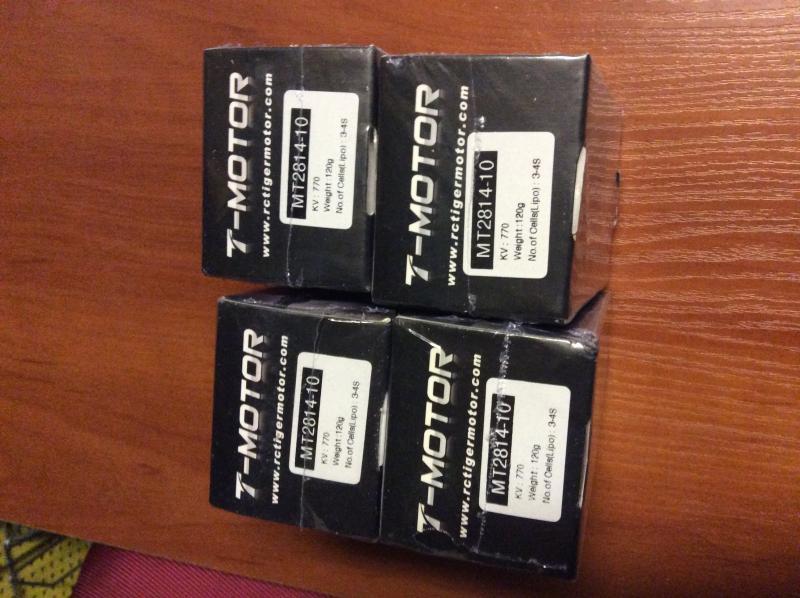 T-MOTOR
www.rctigermotor.com
MT2814-10
KV : 770
Weight :120g
No.of Cells(Lipo) : 3-4S
T-MOTOR
www.rctigermotor.com
MT2814-10
KV : 770
Weight :120g
No.of Cells(Lipo) : 3-4S
T-MOTOR
www.rctigermotor.com
MT2814-10
KV : 770
Weight :120g
No.of Cells(Lipo) : 3-4S
T-MOTOR
www.rctigermotor.com
MT2814-10
KV : 770
Weight :120g
No.of Cells(Lipo) : 3-4S